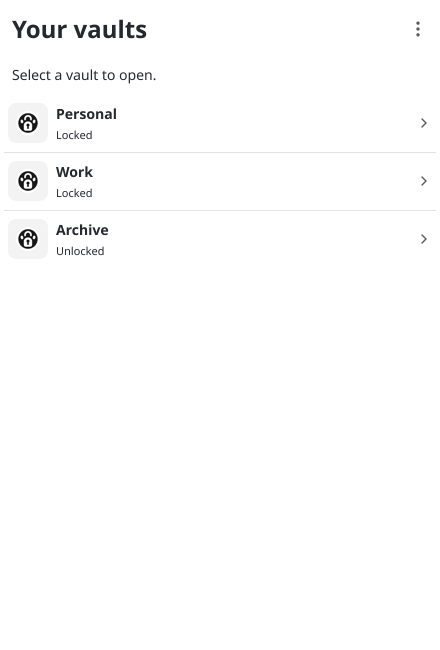 Your vaults
Select a vault to open.
Personal
Locked
Work
Locked
Archive
Unlocked